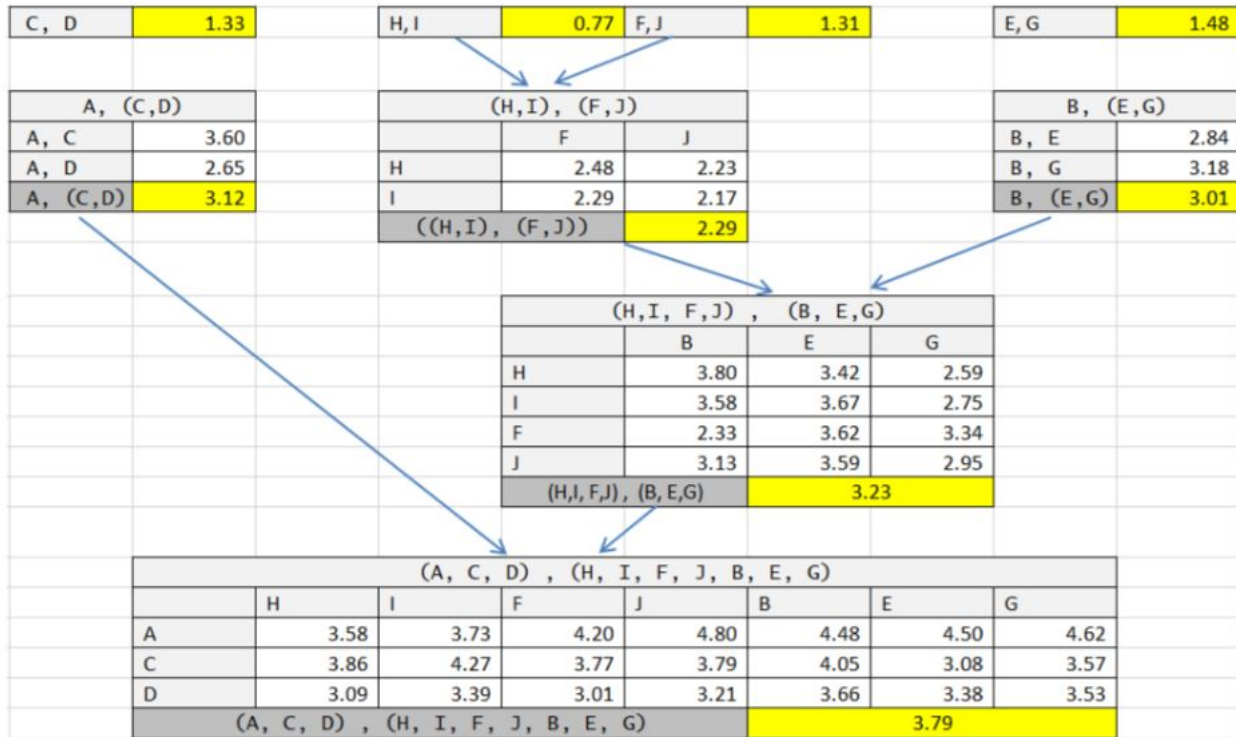 C, D 1.33 H,I 0.77 F,J 1.31 E,G 1.48
A, (C,D) (H,I), (F,J) B, (E,G)
A, C 3.60 F J B, E 2.84
A, D 2.65 H 2.48 2.23 B, G 3.18
A, (C,D) 3.12 I 2.29 2.17 B, (E,G) 3.01
((H,I), (F,J)) 2.29
(H,I, F,J) , (B, E,G)
B E G
H 3.80 3.42 2.59
I 3.58 3.67 2.75
F 2.33 3.62 3.34
J 3.13 3.59 2.95
(H,I, F,J) , (B, E,G) 3.23
(A, C, D) , (H, I, F, J, B, E, G)
H I F J B E G
A 3.58 3.73 4.20 4.80 4.48 4.50 4.62
C 3.86 4.27 3.77 3.79 4.05 3.08 3.57
D 3.09 3.39 3.01 3.21 3.66 3.38 3.53
(A, C, D) , (H, I, F, J, B, E, G) 3.79